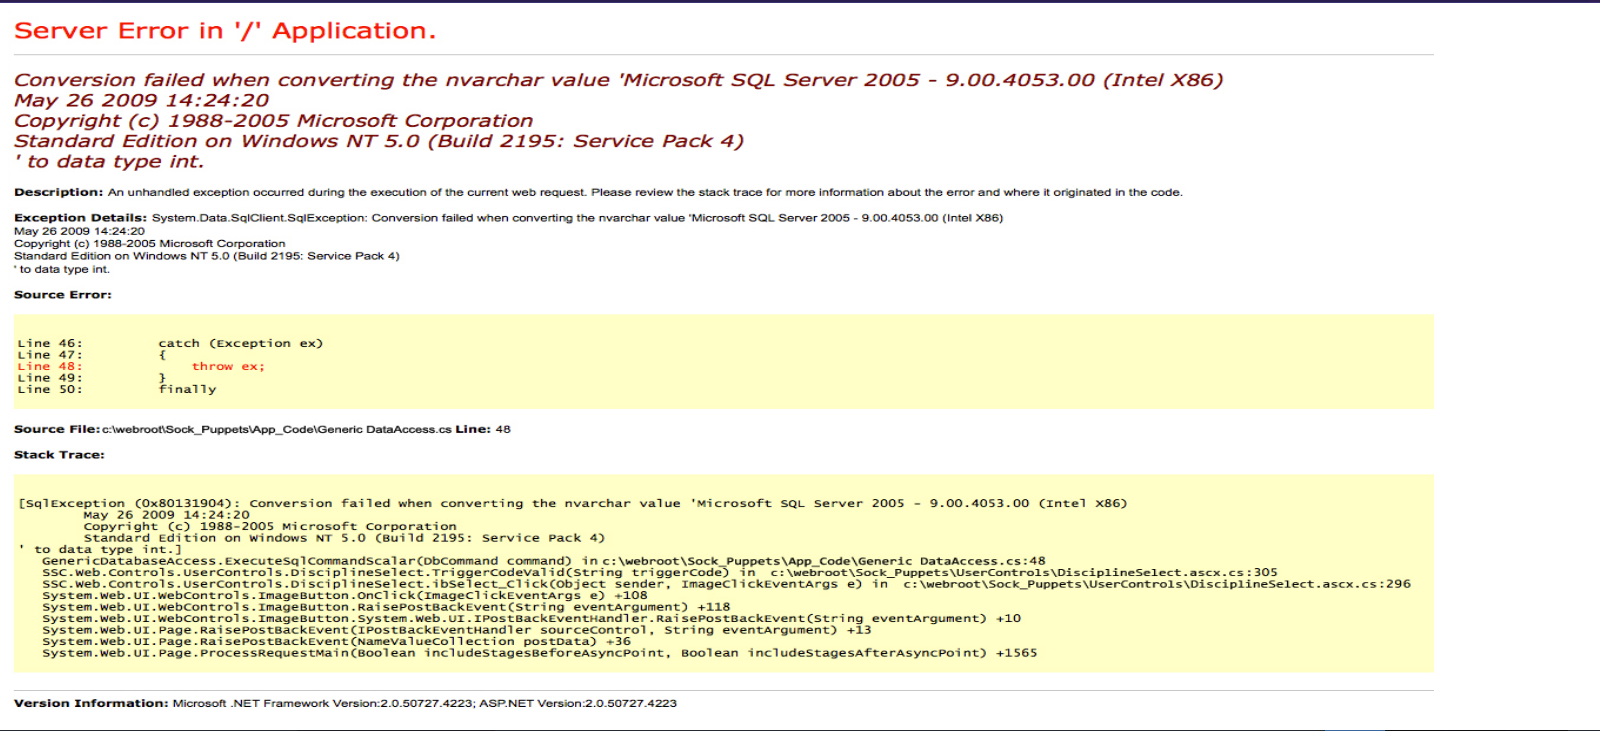 Server Error in '/' Application.
Conversion failed when converting the nvarchar value 'Microsoft SQL Server 2005 - 9.00.4053.00 (Intel X86)
May 26 2009 14:24:20
Copyright (c) 1988-2005 Microsoft Corporation
Standard Edition on Windows NT 5.0 (Build 2195: Service Pack 4)
' to data type int.
Description: An unhandled exception occurred during the execution of the current web request. Please review the stack trace for more information about the error and where it originated in the code.
Exception Details: System.Data.SqlClient.SqlException: Conversion failed when converting the nvarchar value 'Microsoft SQL Server 2005 - 9.00.4053.00 (Intel X86)
May 26 2009 14:24:20
Copyright (c) 1988-2005 Microsoft Corporation
Standard Edition on Windows NT 5.0 (Build 2195: Service Pack 4)
' to data type int.
Source Error:
Line 46: catch (Exception ex)
Line 47: {
Line 48: throw ex;
Line 49: }
Line 50: finally
Source File: c:\webroot\Sock_Puppets\App_Code\Generic DataAccess.cs Line: 48
Stack Trace:
[SqlException (0x80131904): Conversion failed when converting the nvarchar value 'Microsoft SQL Server 2005 - 9.00.4053.00 (Intel X86)
May 26 2009 14:24:20
Copyright (c) 1988-2005 Microsoft Corporation
Standard Edition on Windows NT 5.0 (Build 2195: Service Pack 4)
' to data type int.]
GenericDatabaseAccess.ExecuteSqlCommandScalar(DbCommand command) in c:\webroot\Sock_Puppets\App_Code\Generic DataAccess.cs:48
SSC.Web.Controls.UserControls.DisciplineSelect.TriggerCodeValid(String triggerCode) in c:\webroot\Sock_Puppets\UserControls\DisciplineSelect.ascx.cs:305
SSC.Web.Controls.UserControls.DisciplineSelect.ibSelect_Click(Object sender, ImageClickEventArgs e) in c:\webroot\Sock_Puppets\UserControls\DisciplineSelect.ascx.cs:296
System.Web.UI.WebControls.ImageButton.OnClick(ImageClickEventArgs e) +108
System.Web.UI.WebControls.ImageButton.RaisePostBackEvent(String eventArgument) +118
System.Web.UI.WebControls.ImageButton.System.Web.UI.IPostBackEventHandler.RaisePostBackEvent(String eventArgument) +10
System.Web.UI.Page.RaisePostBackEvent(IPostBackEventHandler sourceControl, String eventArgument) +13
System.Web.UI.Page.RaisePostBackEvent(NameValueCollection postData) +36
System.Web.UI.Page.ProcessRequestMain(Boolean includeStagesBeforeAsyncPoint, Boolean includeStagesAfterAsyncPoint) +1565
Version Information: Microsoft .NET Framework Version:2.0.50727.4223; ASP.NET Version:2.0.50727.4223